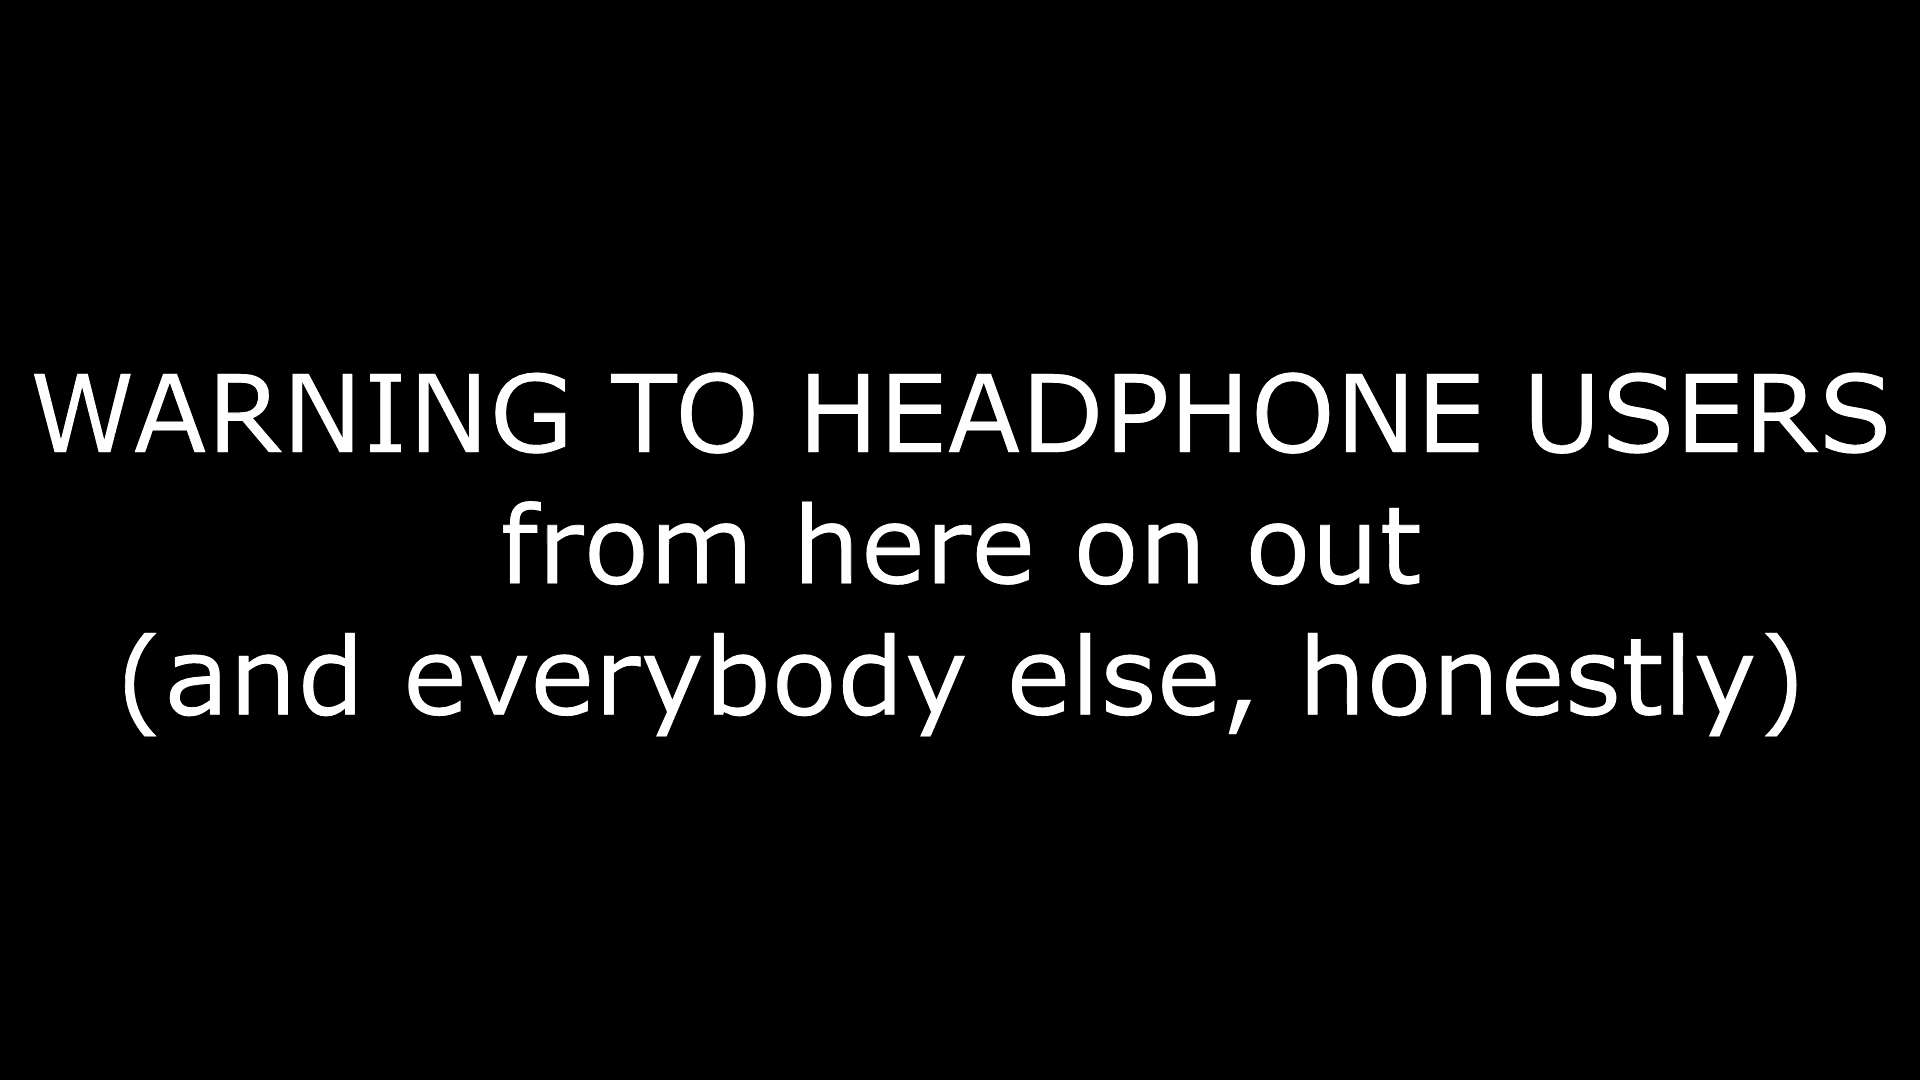 WARNING TO HEADPHONE USERS
from here on out
(and everybody else, honestly)